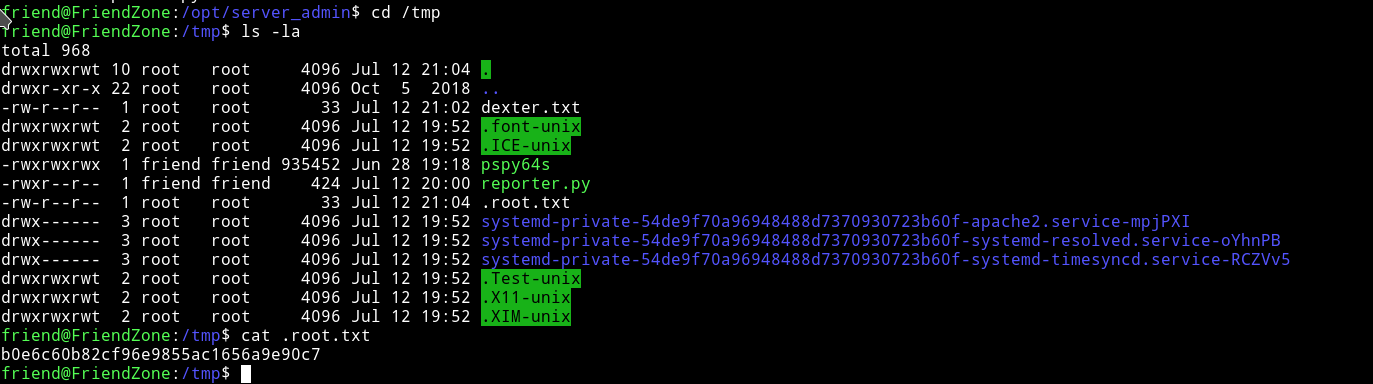 friend@FriendZone:/opt/server_admin$ cd /tmp
friend@FriendZone:/tmp$ ls -la
total 968
drwxrwxrwt 10 root   root     4096 Jul 12 21:04 .
drwxr-xr-x 22 root   root     4096 Oct  5  2018 ..
-rw-r--r--  1 root   root       33 Jul 12 21:02 dexter.txt
drwxrwxrwt  2 root   root     4096 Jul 12 19:52 .font-unix
drwxrwxrwt  2 root   root     4096 Jul 12 19:52 .ICE-unix
-rwxrwxrwx  1 friend friend 935452 Jun 28 19:18 pspy64s
-rwxr--r--  1 friend friend    424 Jul 12 20:00 reporter.py
-rw-r--r--  1 root   root       33 Jul 12 21:04 .root.txt
drwx------  3 root   root     4096 Jul 12 19:52 systemd-private-54de9f70a96948488d7370930723b60f-apache2.service-mpjPXI
drwx------  3 root   root     4096 Jul 12 19:52 systemd-private-54de9f70a96948488d7370930723b60f-systemd-resolved.service-oYhnPB
drwx------  3 root   root     4096 Jul 12 19:52 systemd-private-54de9f70a96948488d7370930723b60f-systemd-timesyncd.service-RCZVv5
drwxrwxrwt  2 root   root     4096 Jul 12 19:52 .Test-unix
drwxrwxrwt  2 root   root     4096 Jul 12 19:52 .X11-unix
drwxrwxrwt  2 root   root     4096 Jul 12 19:52 .XIM-unix
friend@FriendZone:/tmp$ cat .root.txt
b0e6c60b82cf96e9855ac1656a9e90c7
friend@FriendZone:/tmp$